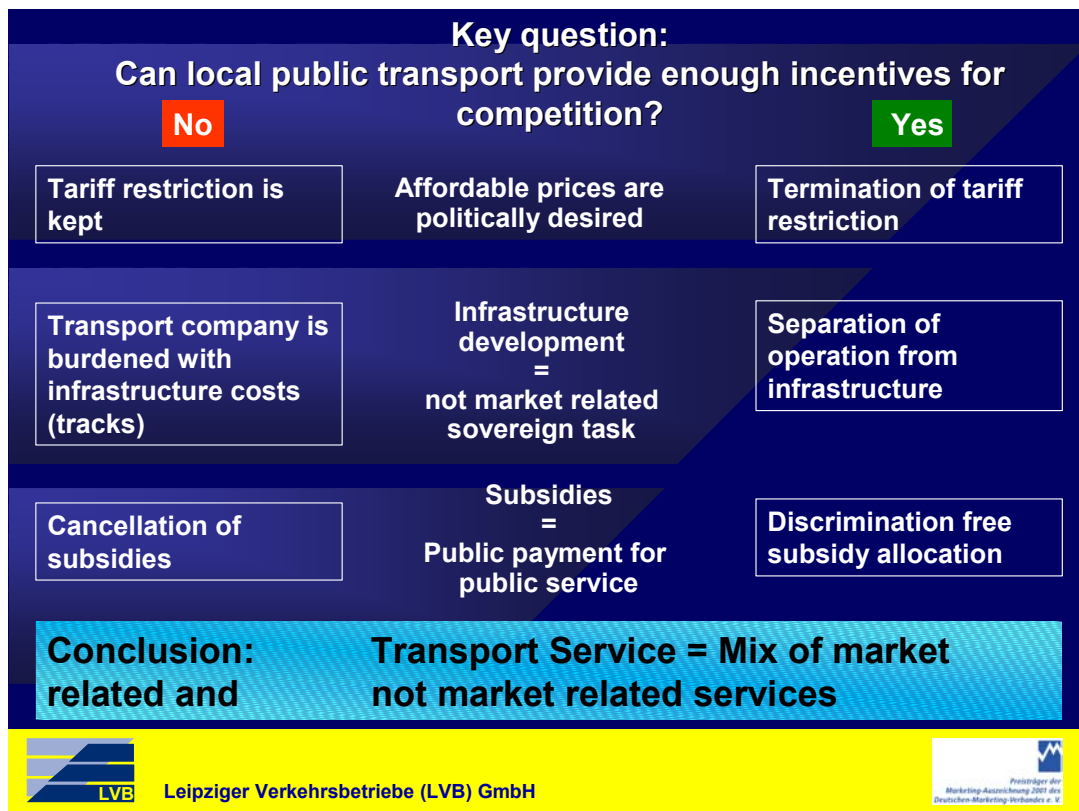 Key question:
Can local public transport provide enough incentives for
competition?
No
Yes
Tariff restriction is
kept
Affordable prices are
politically desired
Termination of tariff
restriction
Transport company is
burdened with
infrastructure costs
(tracks)
Infrastructure
development
=
not market related
sovereign task
Separation of
operation from
infrastructure
Cancellation of
subsidies
Subsidies
=
Public payment for
public service
Discrimination free
subsidy allocation
Conclusion: Transport Service = Mix of market
related and not market related services
LVB
Leipziger Verkehrsbetriebe (LVB) GmbH
Preisträger der
Marketing-Auszeichnung 2001 des
Deutschen-Marketing-Verbandes e. V.